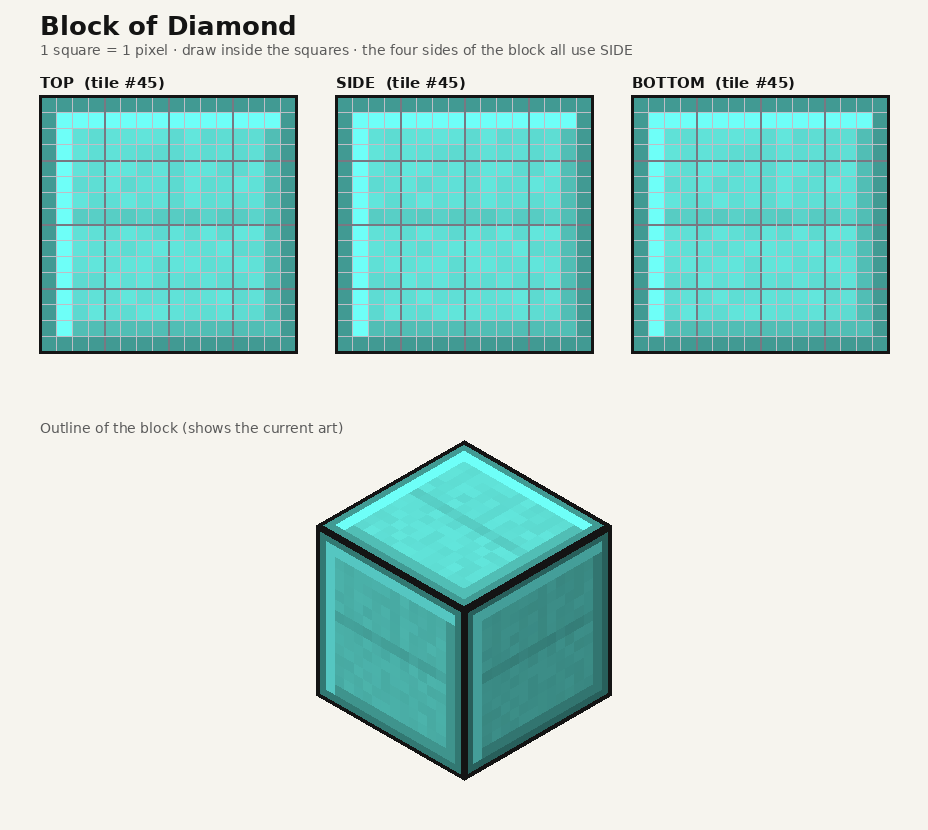 Block of Diamond
1 square = 1 pixel · draw inside the squares · the four sides of the block all use SIDE
TOP (tile #45)
SIDE (tile #45)
BOTTOM (tile #45)
Outline of the block (shows the current art)